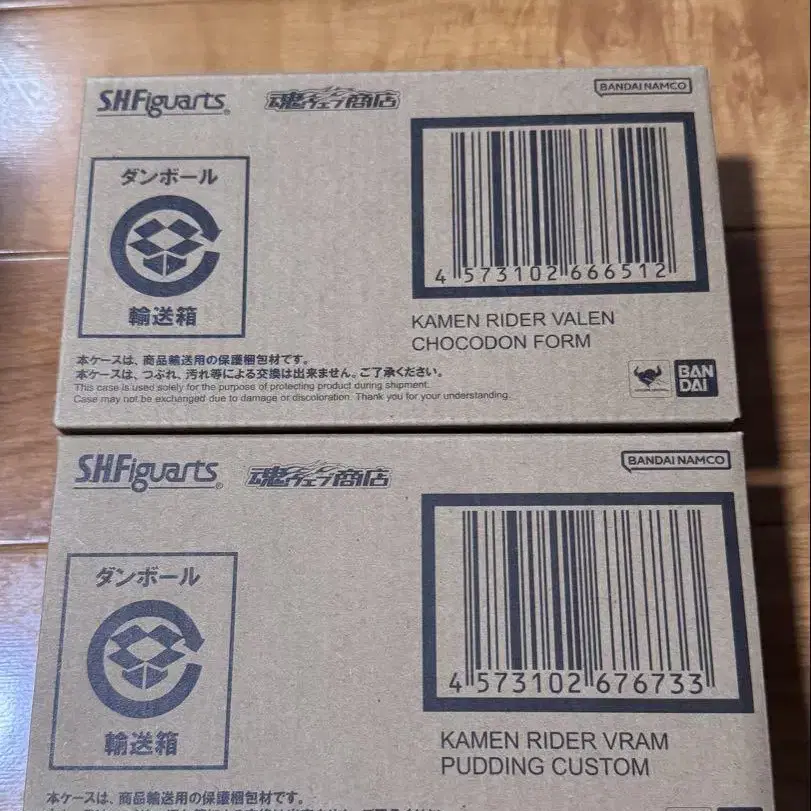 S.H.Figuarts
魂ウェブ商店
BANDAI NAMCO
ダンボール
輸送箱
4 573102 666512
KAMEN RIDER VALEN
CHOCODON FORM
本ケースは、商品輸送用の保護梱包材です。
本ケースは、つぶれ、汚れ等による交換は出来ません。ご了承ください。
This case is used solely for the purpose of protecting product during shipment.
Case may not be exchanged due to damage or discoloration. Thank you for your understanding.
BAN
DAI
S.H.Figuarts
魂ウェブ商店
BANDAI NAMCO
ダンボール
輸送箱
4 573102 676733
KAMEN RIDER VRAM
PUDDING CUSTOM
本ケースは、商品輸送用の保護梱包材です。